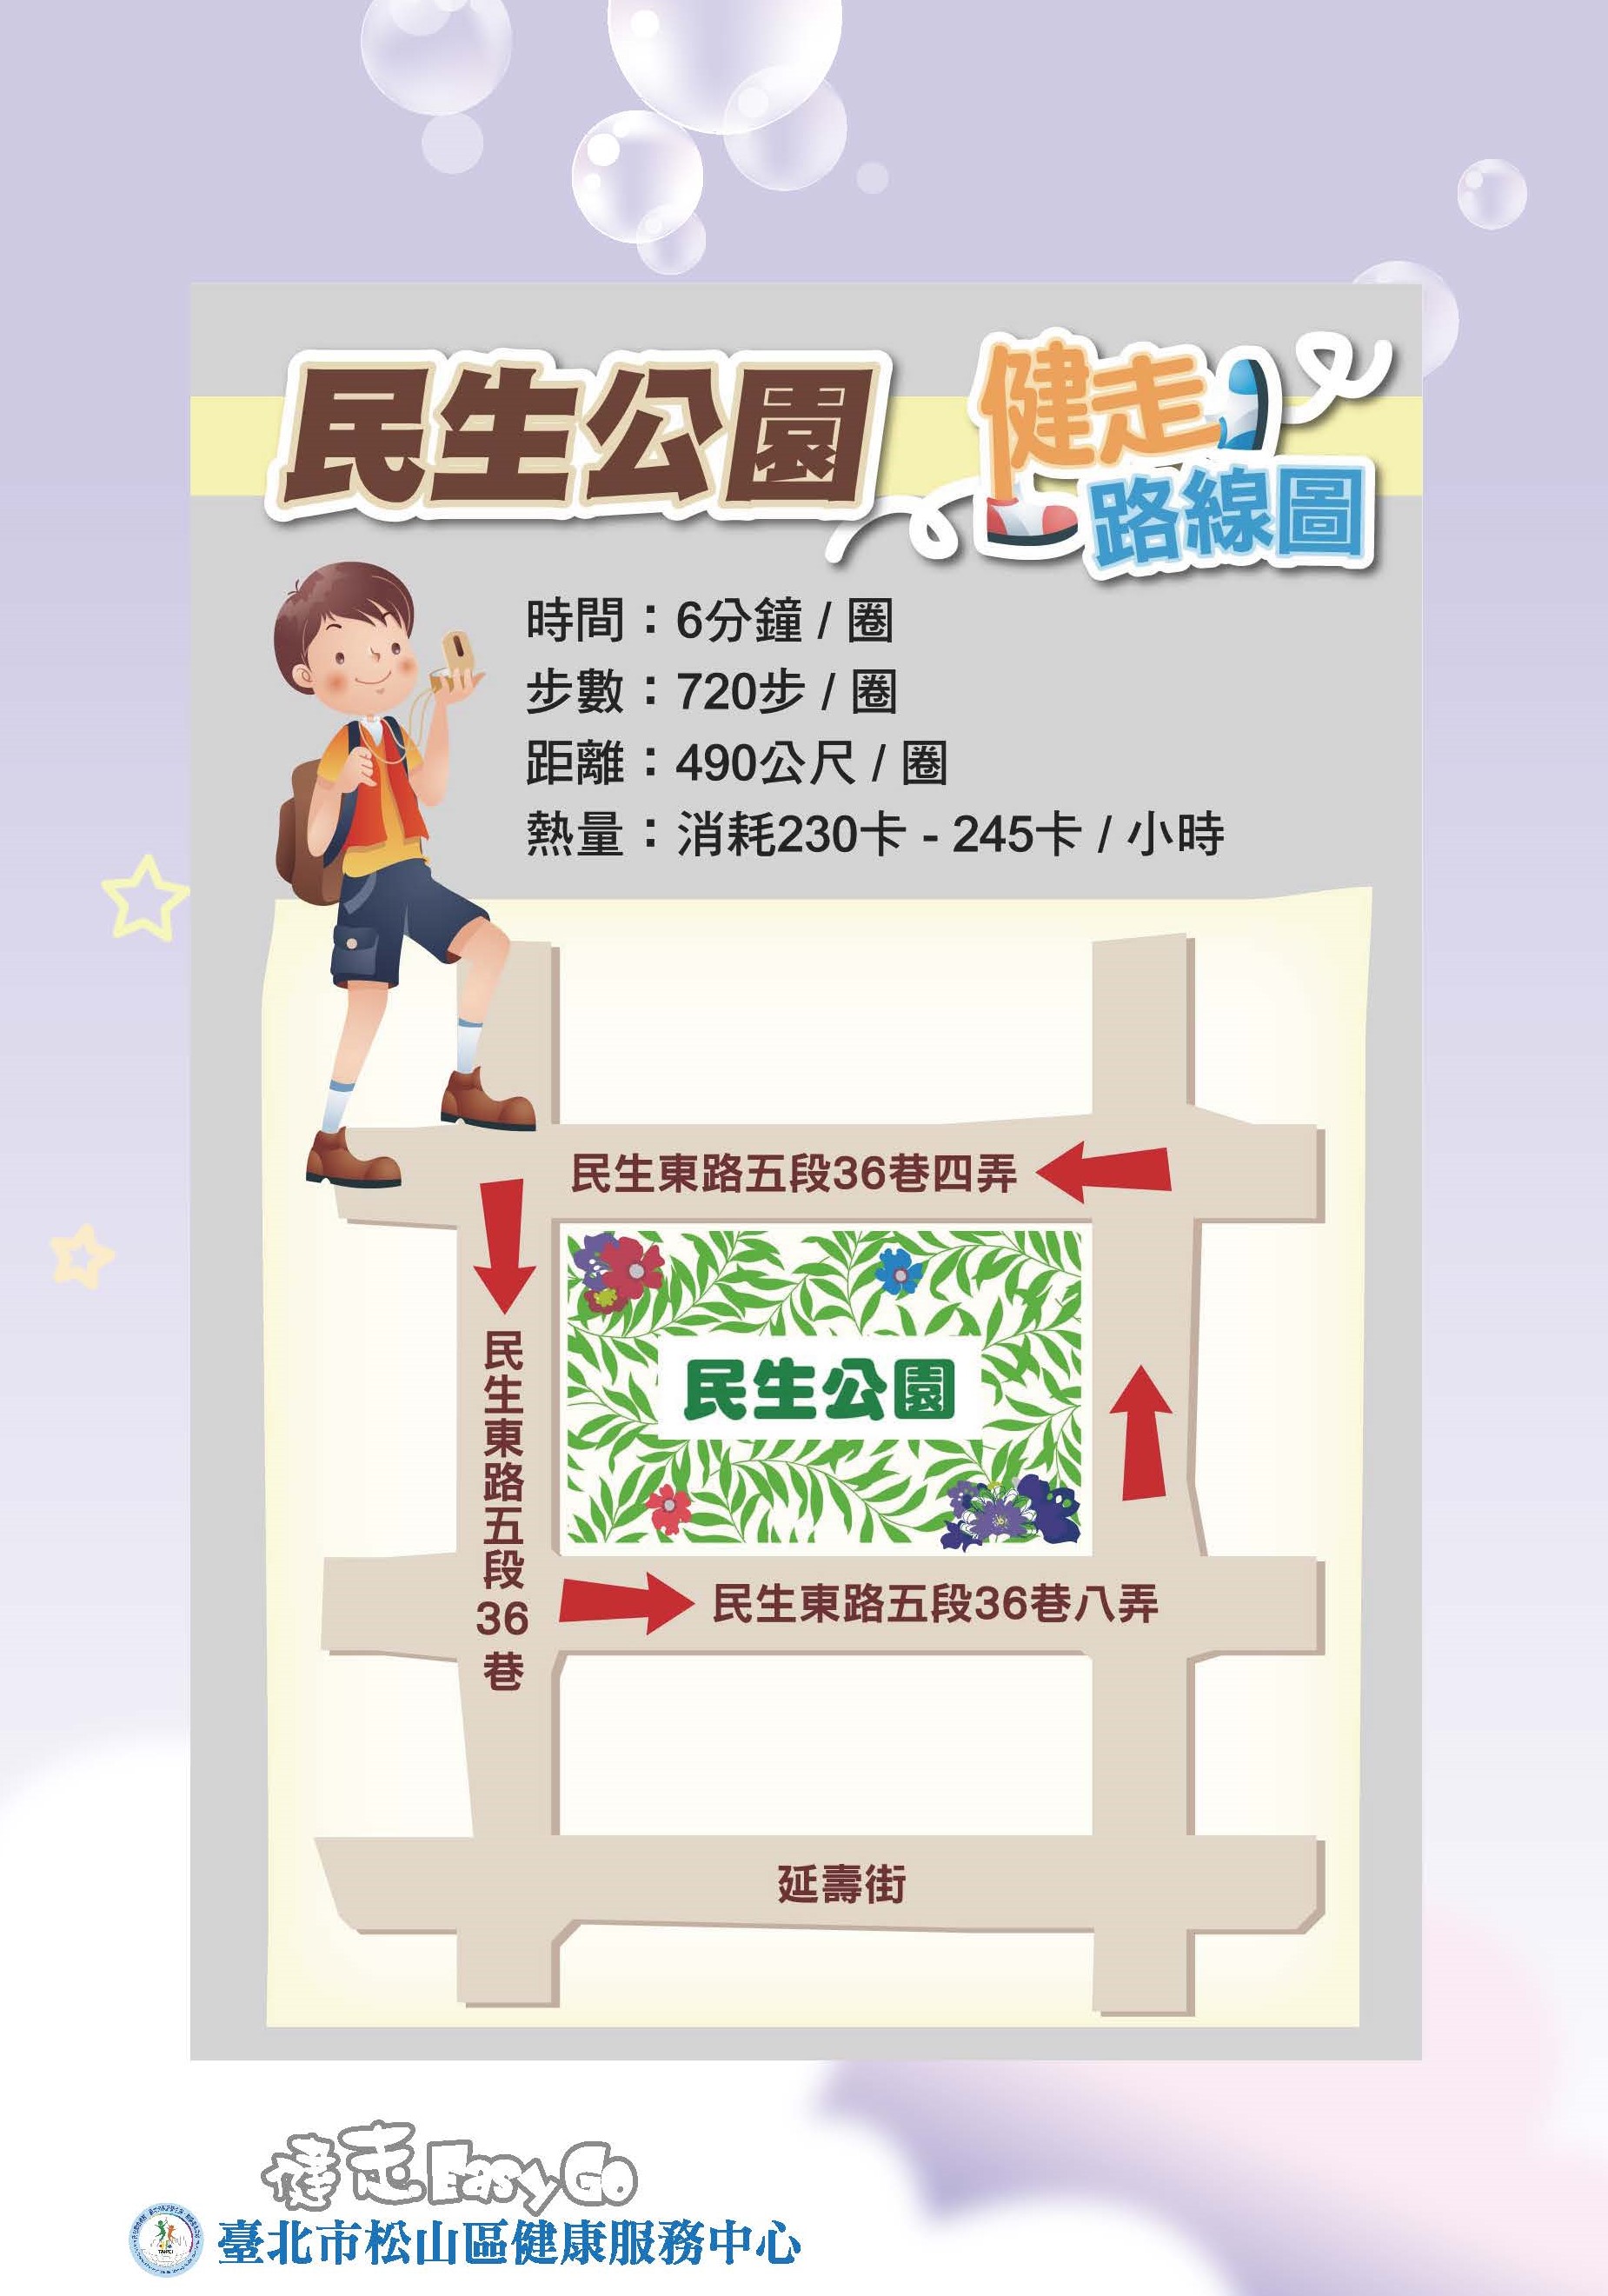 民生公園
健走
路線圖
時間：6分鐘 / 圈
步數：720步 / 圈
距離：490公尺 / 圈
熱量：消耗230卡 - 245卡 / 小時
民生東路五段36巷四弄
民生東路五段36巷
民生公園
民生東路五段36巷八弄
延壽街
健走EasyGo
臺北市松山區健康服務中心